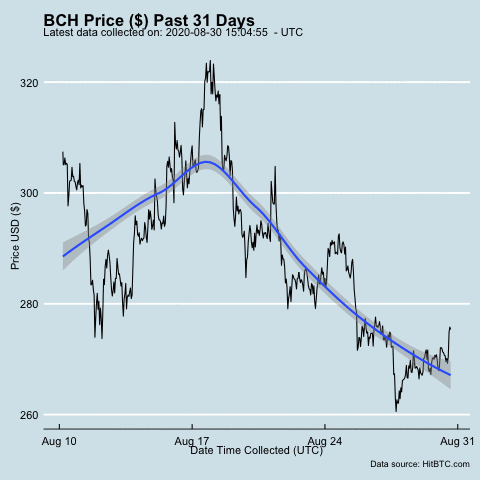 BCH Price ($) Past 31 Days
Latest data collected on: 2020-08-30 15:04:55  - UTC
Price USD ($)
320
300
280
260
Aug 10
Aug 17
Aug 24
Aug 31
Date Time Collected (UTC)
Data source: HitBTC.com